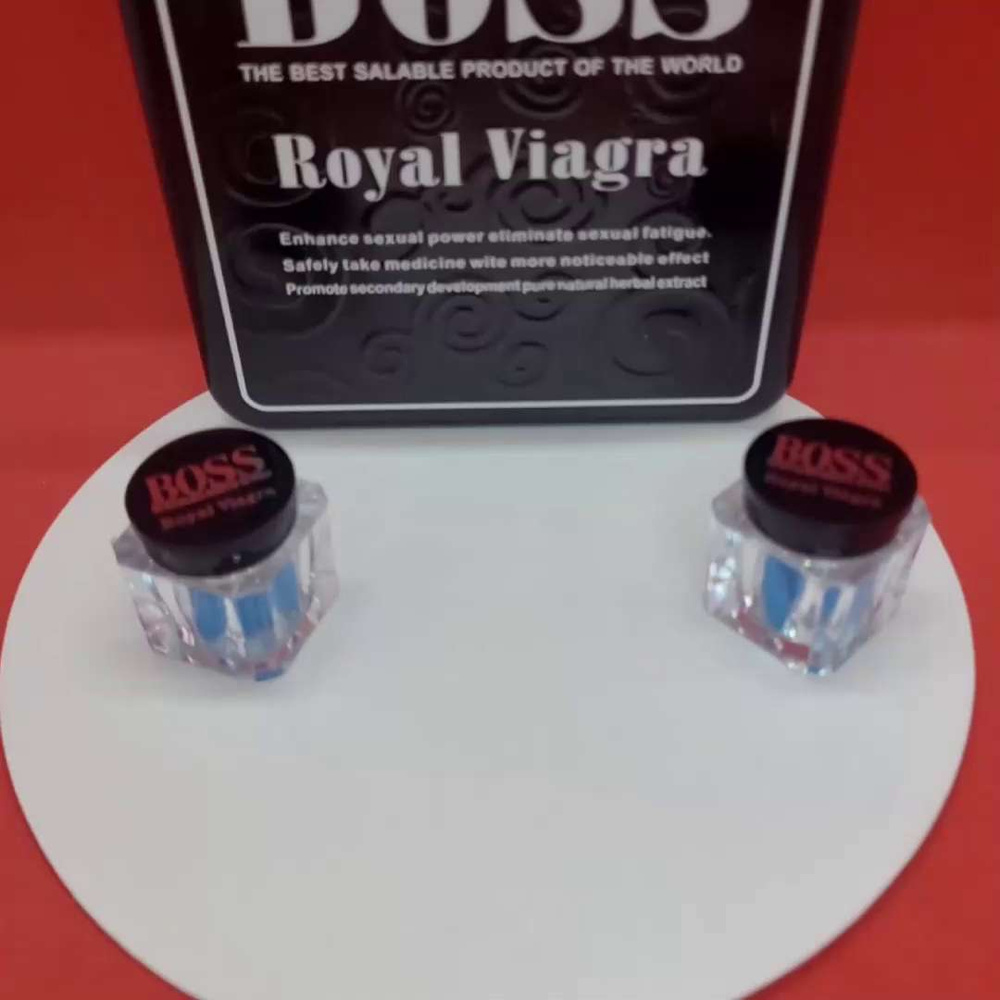 BOSS
THE BEST SALABLE PRODUCT OF THE WORLD
Royal Viagra
Enhance sexual power eliminate sexual fatigue.
Safely take medicine wite more noticeable effect
Promote secondary development pure natural herbal extract
BOSS
Royal Viagra
BOSS
Royal Viagra